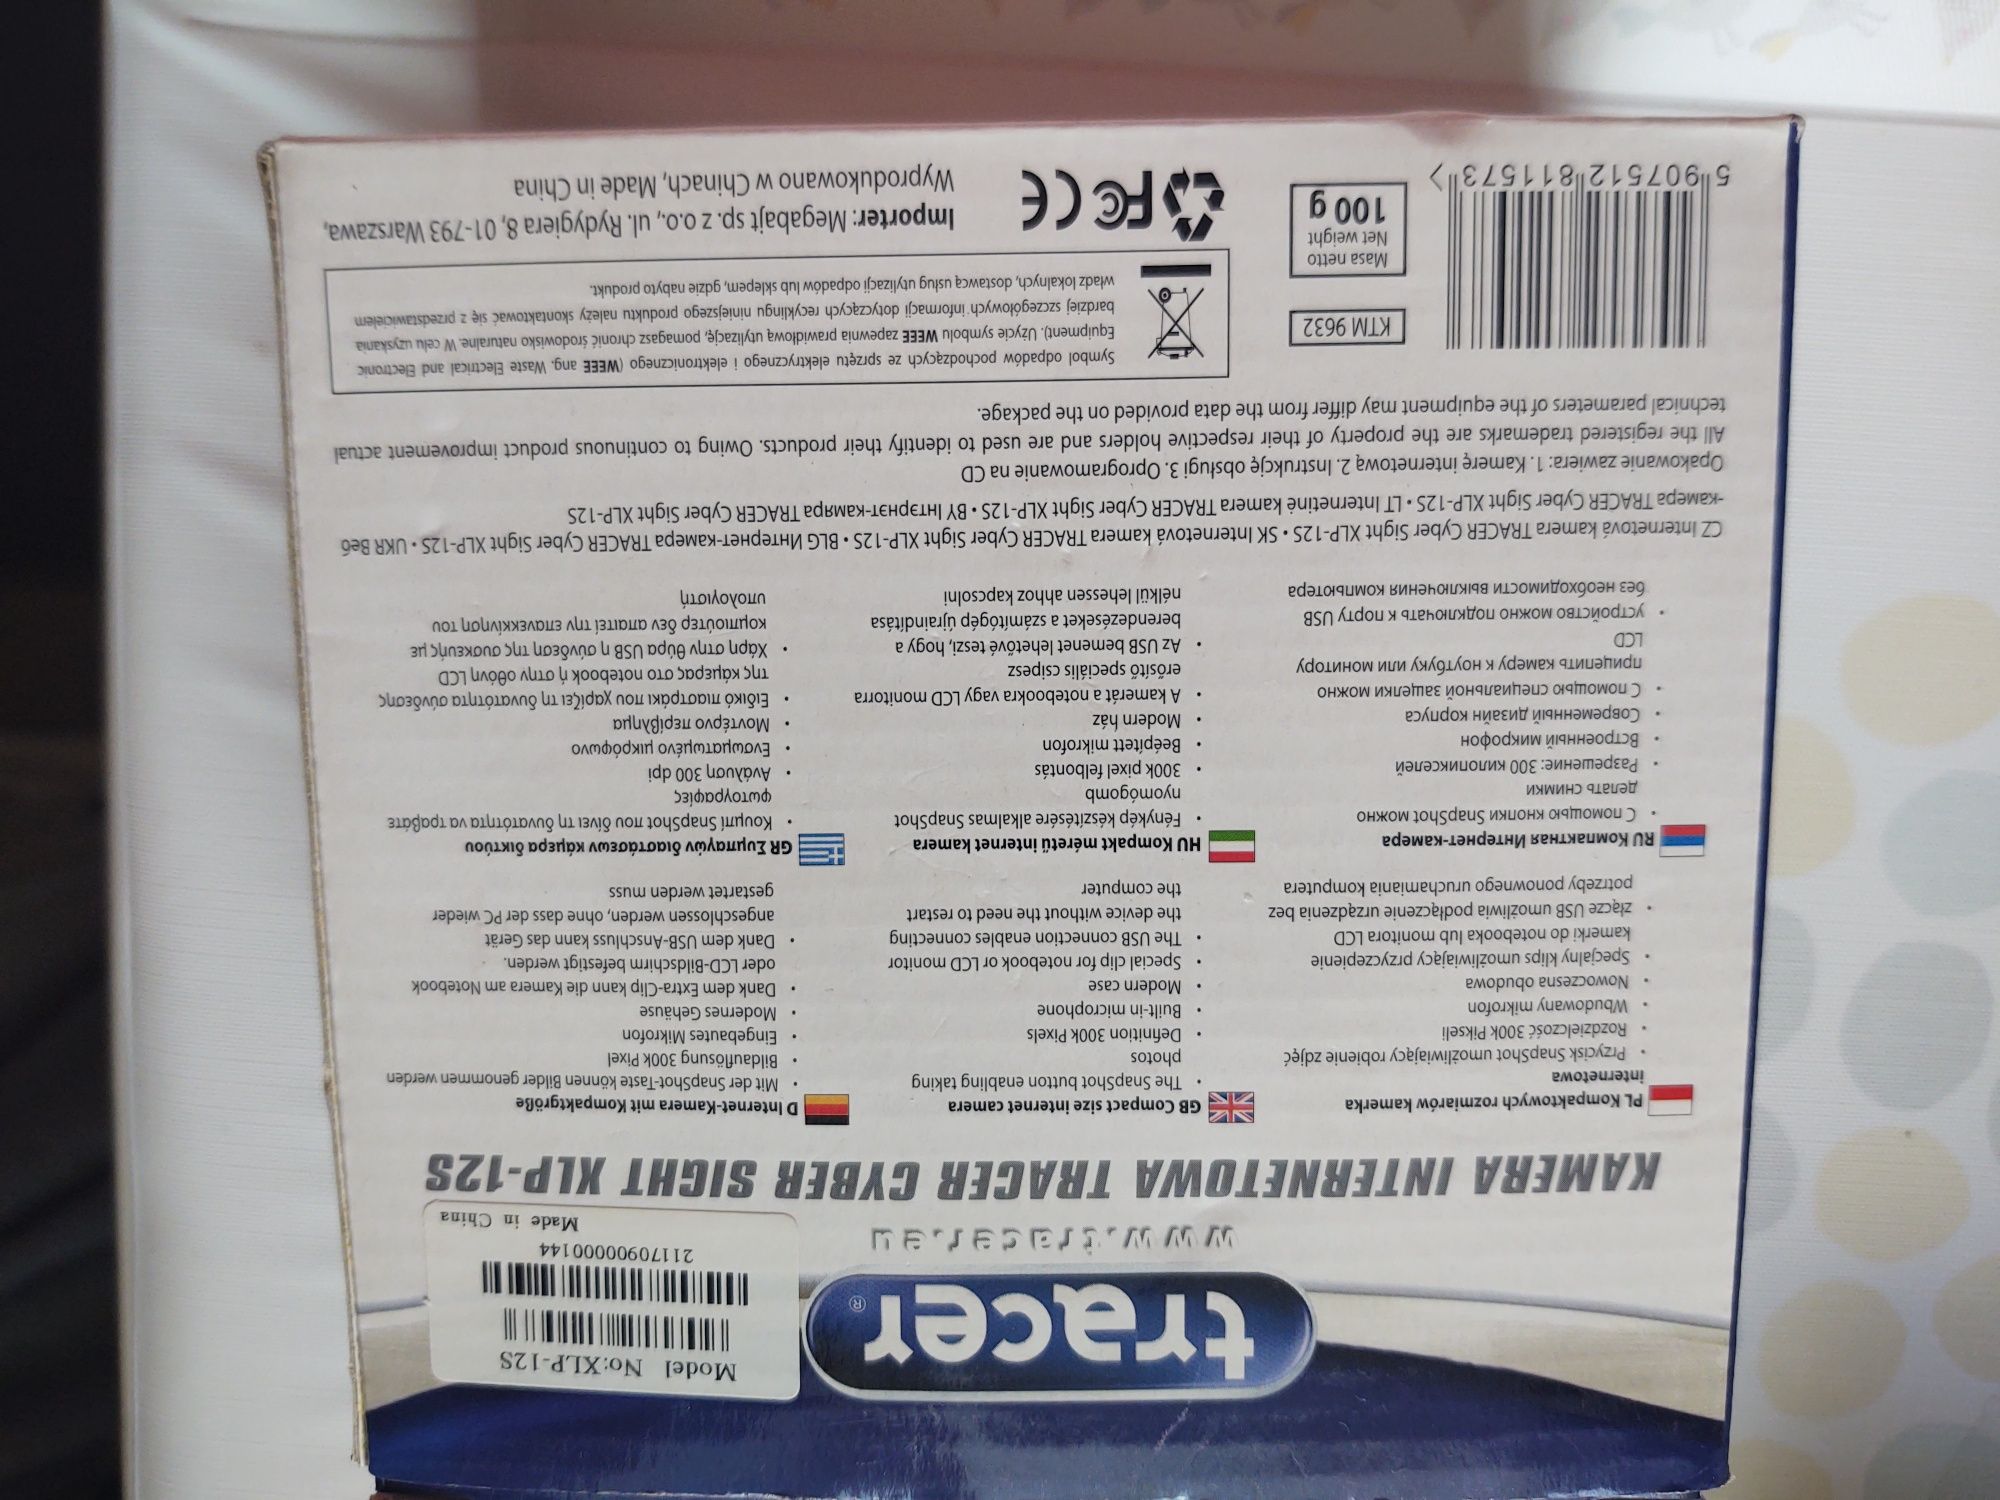 tracer®
www.tracer.eu
Model No:XLP-12S
2117090000144
Made in China
KAMERA INTERNETOWA TRACER CYBER SIGHT XLP-12S
PL Kompaktowych rozmiarów kamerka
internetowa
• Przycisk SnapShot umożliwiający robienie zdjęć
• Rozdzielczość 300k Pikseli
• Wbudowany mikrofon
• Nowoczesna obudowa
• Specjalny klips umożliwiający przyczepienie
kamerki do notebooka lub monitora LCD
• złącze USB umożliwia podłączenie urządzenia bez
potrzeby ponownego uruchamiania komputera
GB Compact size internet camera
• The SnapShot button enabling taking
photos
• Definition 300k Pixels
• Built-in microphone
• Modern case
• Special clip for notebook or LCD monitor
• The USB connection enables connecting
the device without the need to restart
the computer
D Internet-Kamera mit Kompaktgröße
• Mit der SnapShot-Taste können Bilder genommen werden
• Bildauflösung 300k Pixel
• Eingebautes Mikrofon
• Modernes Gehäuse
• Dank dem Extra-Clip kann die Kamera am Notebook
oder LCD-Bildschirm befestigt werden.
• Dank dem USB-Anschluss kann das Gerät
angeschlossen werden, ohne dass der PC wieder
gestartet werden muss
RU Компактная Интернет-камера
• С помощью кнопки SnapShot можно
делать снимки
• Разрешение: 300 килопикселей
• Встроенный микрофон
• Современный дизайн корпуса
• С помощью специальной защелки можно
прицепить камеру к ноутбуку или монитору
LCD
• устройство можно подключать к порту USB
без необходимости выключения компьютера
HU Kompakt méretű internet kamera
• Fénykép készítésére alkalmas SnapShot
nyomógomb
• 300k pixel felbontás
• Beépített mikrofon
• Modern ház
• A kamerát a notebookra vagy LCD monitorra
erősítő speciális csipesz
• Az USB bemenet lehetővé teszi, hogy a
berendezéseket a számítógép újraindítása
nélkül lehessen ahhoz kapcsolni
GR Συμπαγών διαστάσεων κάμερα δικτύου
• Κουμπί SnapShot που δίνει τη δυνατότητα να τραβάτε
φωτογραφίες
• Ανάλυση 300 dpi
• Ενσωματωμένο μικρόφωνο
• Μοντέρνο περίβλημα
• Ειδικό πιαστράκι που χαρίζει τη δυνατότητα σύνδεσης
της κάμερας στο notebook ή στην οθόνη LCD
• Χάρη στην θύρα USB η σύνδεση της συσκευής με
κομπιούτερ δεν απαιτεί την επανεκκίνηση του
υπολογιστή
CZ Internetová kamera TRACER Cyber Sight XLP-12S • SK Internetová kamera TRACER Cyber Sight XLP-12S • BLG Интернет-камера TRACER Cyber Sight XLP-12S • UKR Веб
-камера TRACER Cyber Sight XLP-12S • LT Internetinė kamera TRACER Cyber Sight XLP-12S • BY Інтэрнэт-камяра TRACER Cyber Sight XLP-12S
Opakowanie zawiera: 1. Kamerę internetową 2. Instrukcję obsługi 3. Oprogramowanie na CD
All the registered trademarks are the property of their respective holders and are used to identify their products. Owing to continuous product improvement actual
technical parameters of the equipment may differ from the data provided on the package.
5 907512 811573 >
KTM 9632
Masa netto
Net weight
100 g
Symbol odpadów pochodzących ze sprzętu elektrycznego i elektronicznego (WEEE ang. Waste Electrical and Electronic
Equipment). Użycie symbolu WEEE zapewnia prawidłową utylizację, pomagasz chronić środowisko naturalne. W celu uzyskania
bardziej szczegółowych informacji dotyczących recyklingu niniejszego produktu należy skontaktować się z przedstawicielem
władz lokalnych, dostawcą usług utylizacji odpadów lub sklepem, gdzie nabyto produkt.
FC CE
Importer: Megabajt sp. z o.o., ul. Rydygiera 8, 01-793 Warszawa,
Wyprodukowano w Chinach, Made in China